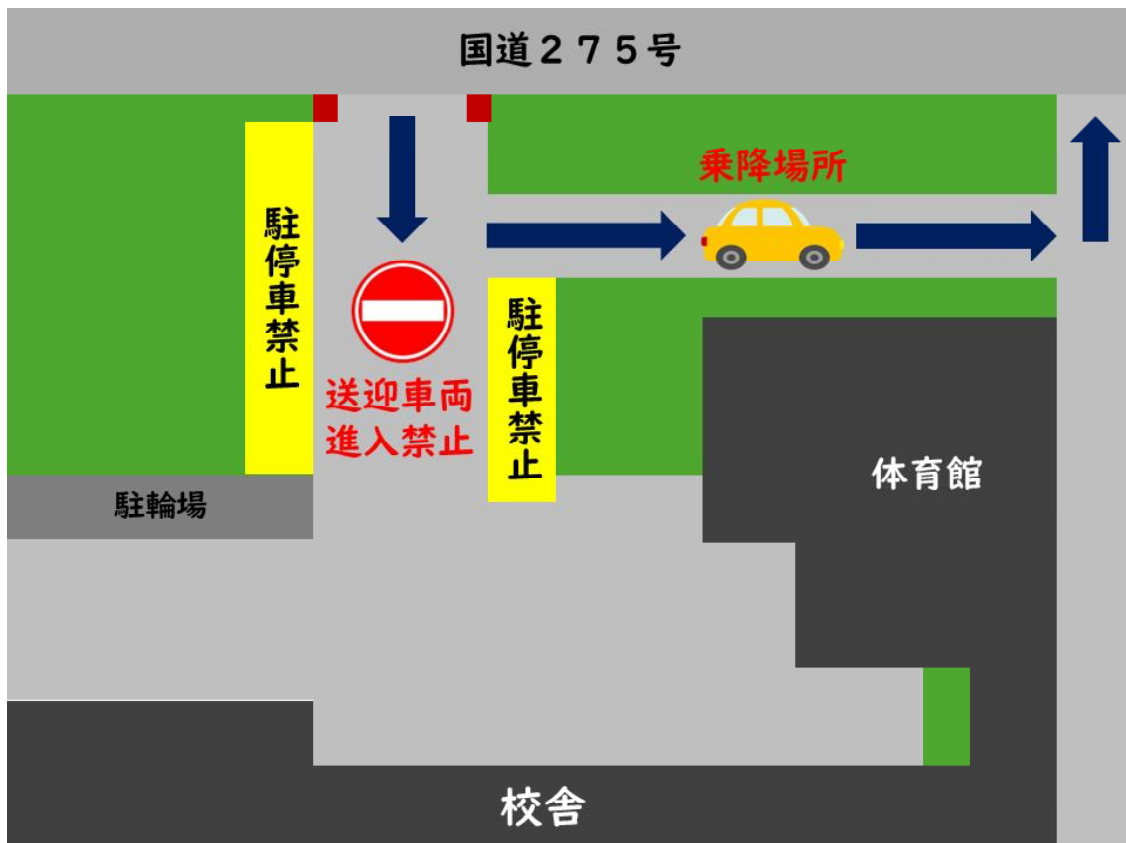 国道２７５号
乗降場所
駐停車禁止
駐停車禁止
送迎車両
進入禁止
体育館
駐輪場
校舎